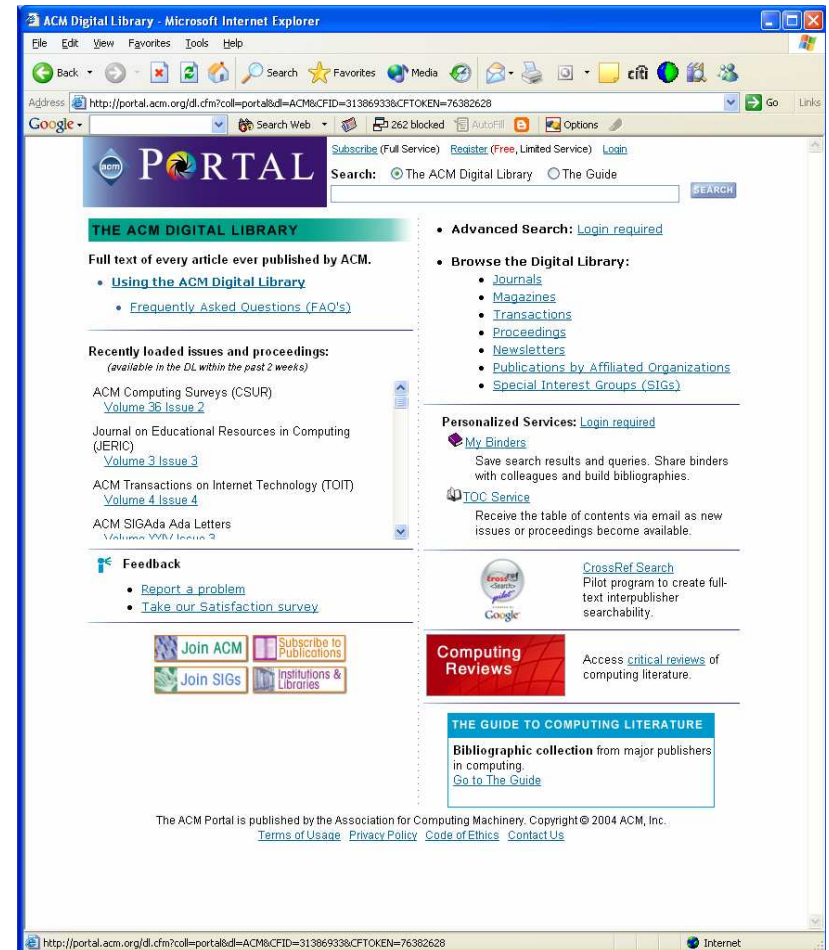 ACM Digital Library - Microsoft Internet Explorer
File Edit View Favorites Tools Help
Back Search Favorites Media citi
Address http://portal.acm.org/dl.cfm?coll=portal&dl=ACM&CFID=31386933&CFTOKEN=76382628 Go Links
Google Search Web 262 blocked AutoFill Options
acm PORTAL
Subscribe (Full Service) Register (Free, Limited Service) Login
Search: The ACM Digital Library The Guide
SEARCH
THE ACM DIGITAL LIBRARY
Full text of every article ever published by ACM.
Using the ACM Digital Library
Frequently Asked Questions (FAQ's)
Recently loaded issues and proceedings:
(available in the DL within the past 2 weeks)
ACM Computing Surveys (CSUR)
Volume 36 Issue 2
Journal on Educational Resources in Computing
(JERIC)
Volume 3 Issue 3
ACM Transactions on Internet Technology (TOIT)
Volume 4 Issue 4
ACM SIGAda Ada Letters
Volume XXIV Issue 3
Feedback
Report a problem
Take our Satisfaction survey
Join ACM
Subscribe to
Publications
Join SIGs
Institutions &
Libraries
Advanced Search: Login required
Browse the Digital Library:
Journals
Magazines
Transactions
Proceedings
Newsletters
Publications by Affiliated Organizations
Special Interest Groups (SIGs)
Personalized Services: Login required
My Binders
Save search results and queries. Share binders
with colleagues and build bibliographies.
TOC Service
Receive the table of contents via email as new
issues or proceedings become available.
crossref
Search
pilot
Google
CrossRef Search
Pilot program to create full-
text interpublisher
searchability.
Computing
Reviews
Access critical reviews of
computing literature.
THE GUIDE TO COMPUTING LITERATURE
Bibliographic collection from major publishers
in computing.
Go to The Guide
The ACM Portal is published by the Association for Computing Machinery. Copyright © 2004 ACM, Inc.
Terms of Usage Privacy Policy Code of Ethics Contact Us
http://portal.acm.org/dl.cfm?coll=portal&dl=ACM&CFID=31386933&CFTOKEN=76382628 Internet